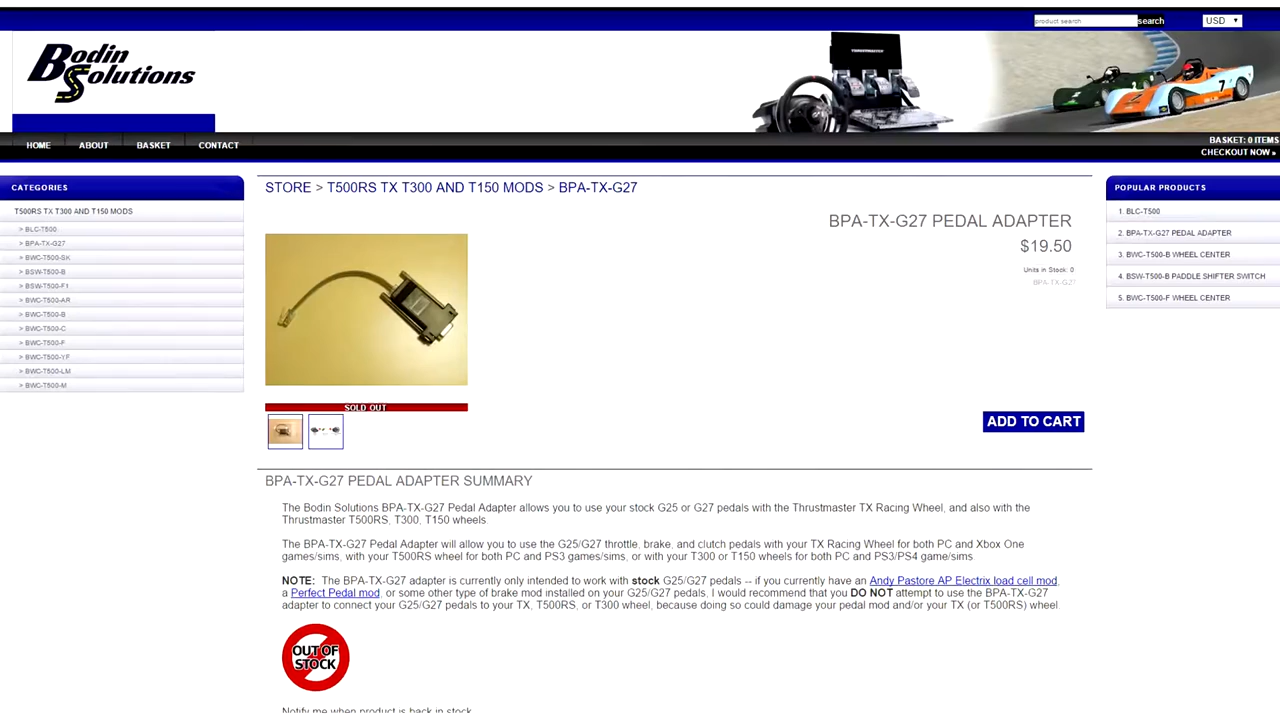 product search
search
USD
Bodin
Solutions
THRUSTMASTER
7
HOME
ABOUT
BASKET
CONTACT
BASKET: 0 ITEMS
CHECKOUT NOW »
CATEGORIES
T500RS TX T300 AND T150 MODS
> BLC-T500
> BPA-TX-G27
> BWC-T500-SK
> BSW-T500-B
> BSW-T500-F1
> BWC-T500-AR
> BWC-T500-B
> BWC-T500-C
> BWC-T500-F
> BWC-T500-YF
> BWC-T500-LM
> BWC-T500-M
STORE > T500RS TX T300 AND T150 MODS > BPA-TX-G27
BPA-TX-G27 PEDAL ADAPTER
$19.50
Units in Stock: 0
BPA-TX-G27
SOLD OUT
ADD TO CART
POPULAR PRODUCTS
1. BLC-T500
2. BPA-TX-G27 PEDAL ADAPTER
3. BWC-T500-B WHEEL CENTER
4. BSW-T500-B PADDLE SHIFTER SWITCH
5. BWC-T500-F WHEEL CENTER
BPA-TX-G27 PEDAL ADAPTER SUMMARY
The Bodin Solutions BPA-TX-G27 Pedal Adapter allows you to use your stock G25 or G27 pedals with the Thrustmaster TX Racing Wheel, and also with the
Thrustmaster T500RS, T300, T150 wheels.
The BPA-TX-G27 Pedal Adapter will allow you to use the G25/G27 throttle, brake, and clutch pedals with your TX Racing Wheel for both PC and Xbox One
games/sims, with your T500RS wheel for both PC and PS3 games/sims, or with your T300 or T150 wheels for both PC and PS3/PS4 game/sims.
NOTE: The BPA-TX-G27 adapter is currently only intended to work with stock G25/G27 pedals -- if you currently have an Andy Pastore AP Electrix load cell mod,
a Perfect Pedal mod, or some other type of brake mod installed on your G25/G27 pedals, I would recommend that you DO NOT attempt to use the BPA-TX-G27
adapter to connect your G25/G27 pedals to your TX, T500RS, or T300 wheel, because doing so could damage your pedal mod and/or your TX (or T500RS) wheel.
OUT OF
STOCK
Notify me when product is back in stock